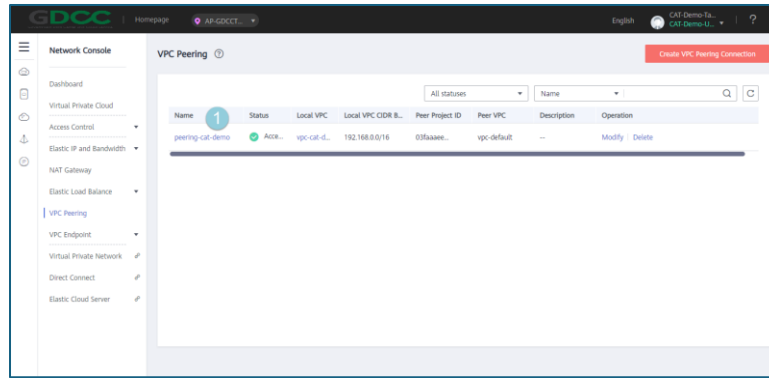 GDCC
Homepage
AP-GDCCT...
English
CAT-Demo-Ta...
CAT-Demo-U...
?
Network Console
Dashboard
Virtual Private Cloud
Access Control
Elastic IP and Bandwidth
NAT Gateway
Elastic Load Balance
VPC Peering
VPC Endpoint
Virtual Private Network
Direct Connect
Elastic Cloud Server
VPC Peering ?
Create VPC Peering Connection
All statuses
Name
Name 1 Status Local VPC Local VPC CIDR B... Peer Project ID Peer VPC Description Operation
peering-cat-demo Acce... vpc-cat-d... 192.168.0.0/16 03faaaee... vpc-default — Modify Delete